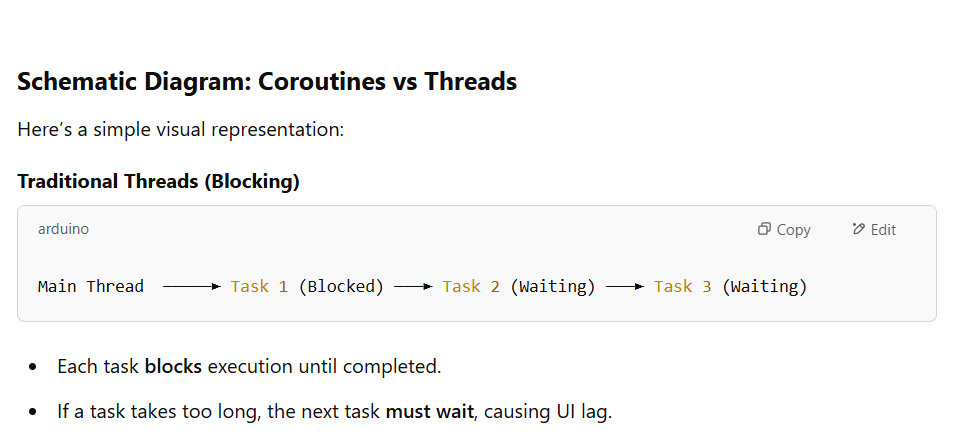 Schematic Diagram: Coroutines vs Threads
Here’s a simple visual representation:
Traditional Threads (Blocking)
arduino Copy Edit
Main Thread ────► Task 1 (Blocked) ───► Task 2 (Waiting) ───► Task 3 (Waiting)
• Each task blocks execution until completed.
• If a task takes too long, the next task must wait, causing UI lag.